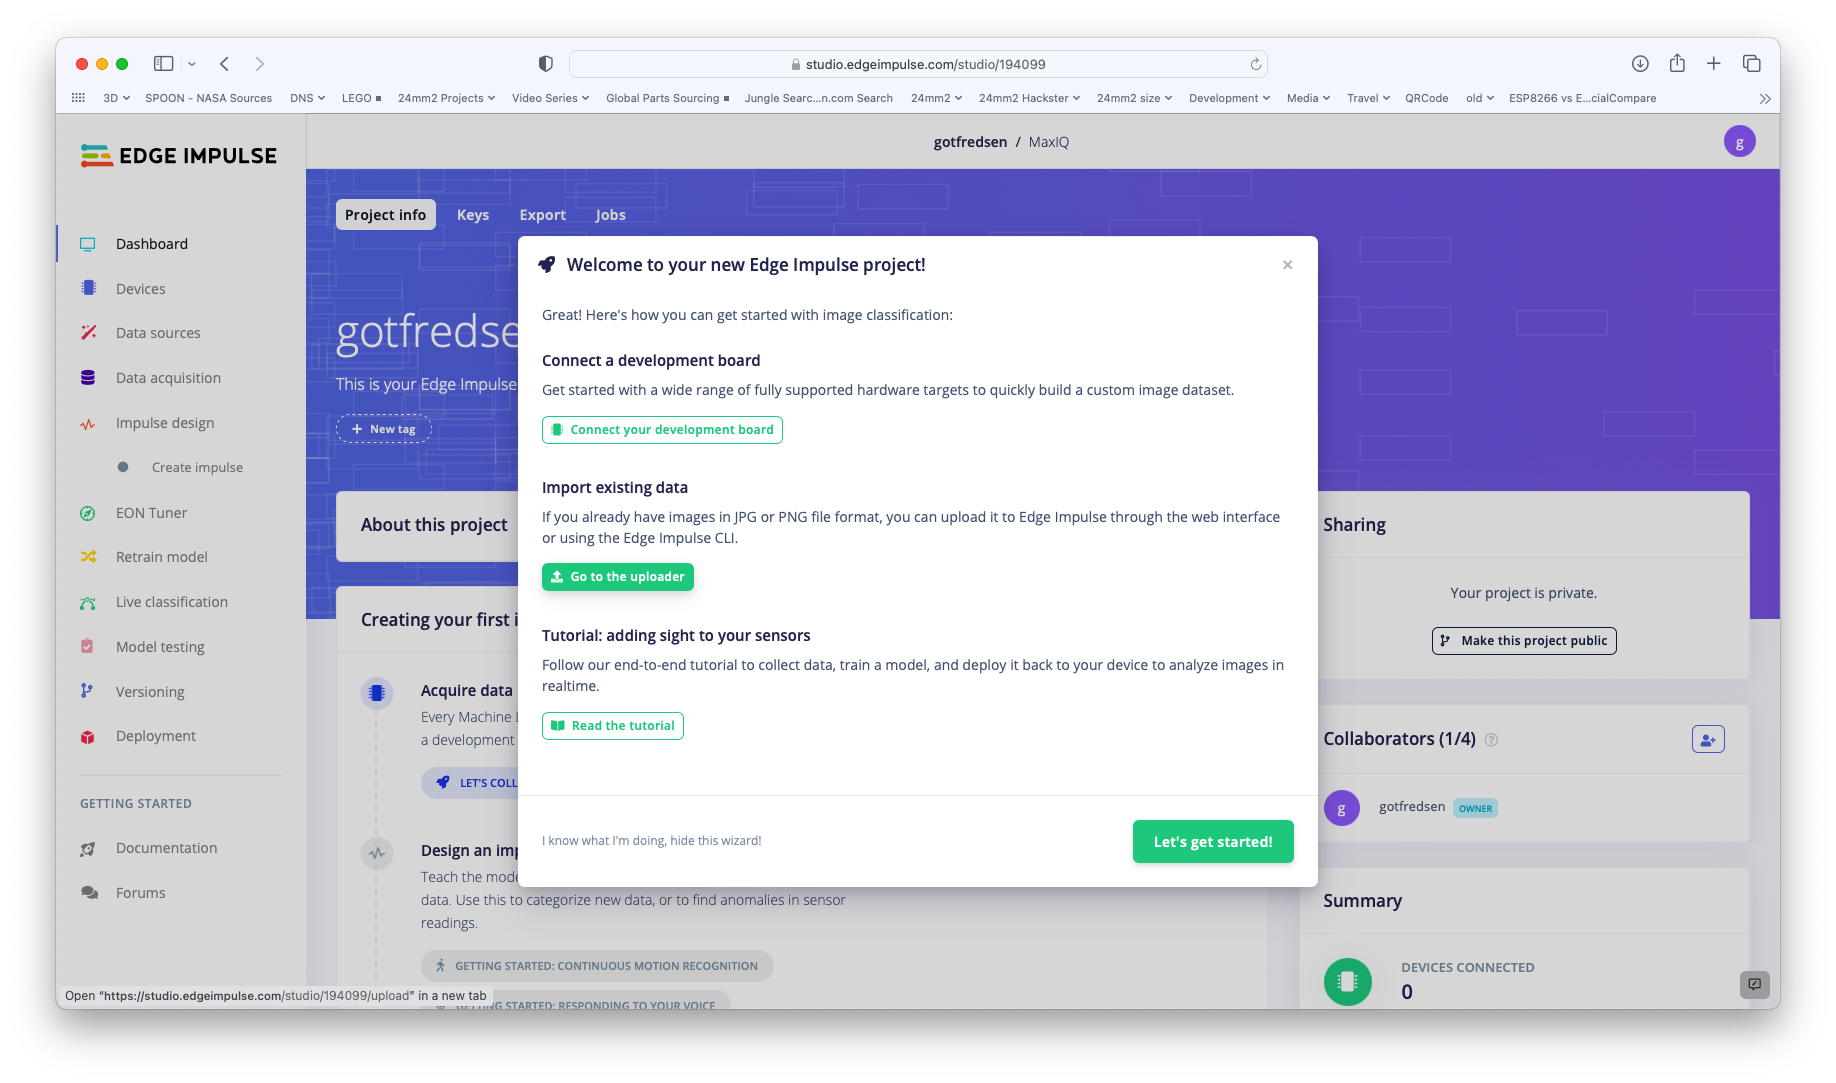 studio.edgeimpulse.com/studio/194099
3D
SPOON - NASA Sources
DNS
LEGO
24mm2 Projects
Video Series
Global Parts Sourcing
Jungle Searc...n.com Search
24mm2
24mm2 Hackster
24mm2 size
Development
Media
Travel
QRCode
old
ESP8266 vs E...cialCompare
EDGE IMPULSE
gotfredsen / MaxIQ
g
Dashboard
Devices
Data sources
Data acquisition
Impulse design
Create impulse
EON Tuner
Retrain model
Live classification
Model testing
Versioning
Deployment
GETTING STARTED
Documentation
Forums
Project info
Keys
Export
Jobs
gotfredse
This is your Edge Impulse
+ New tag
About this project
Creating your first i
Acquire data
Every Machine L
a development
LET'S COLL
Design an imp
Teach the mode
data. Use this to categorize new data, or to find anomalies in sensor
readings.
GETTING STARTED: CONTINUOUS MOTION RECOGNITION
GETTING STARTED: RESPONDING TO YOUR VOICE
Welcome to your new Edge Impulse project!
×
Great! Here's how you can get started with image classification:
Connect a development board
Get started with a wide range of fully supported hardware targets to quickly build a custom image dataset.
Connect your development board
Import existing data
If you already have images in JPG or PNG file format, you can upload it to Edge Impulse through the web interface
or using the Edge Impulse CLI.
Go to the uploader
Tutorial: adding sight to your sensors
Follow our end-to-end tutorial to collect data, train a model, and deploy it back to your device to analyze images in
realtime.
Read the tutorial
I know what I'm doing, hide this wizard!
Let's get started!
Sharing
Your project is private.
Make this project public
Collaborators (1/4)
?
g
gotfredsen
OWNER
Summary
DEVICES CONNECTED
0
Open "https://studio.edgeimpulse.com/studio/194099/upload" in a new tab